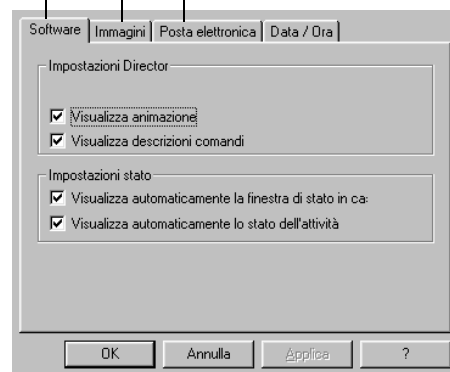 Software Immagini Posta elettronica Data / Ora
Impostazioni Director
Visualizza animazione
Visualizza descrizioni comandi
Impostazioni stato
Visualizza automaticamente la finestra di stato in ca:
Visualizza automaticamente lo stato dell'attività
OK Annulla Applica ?